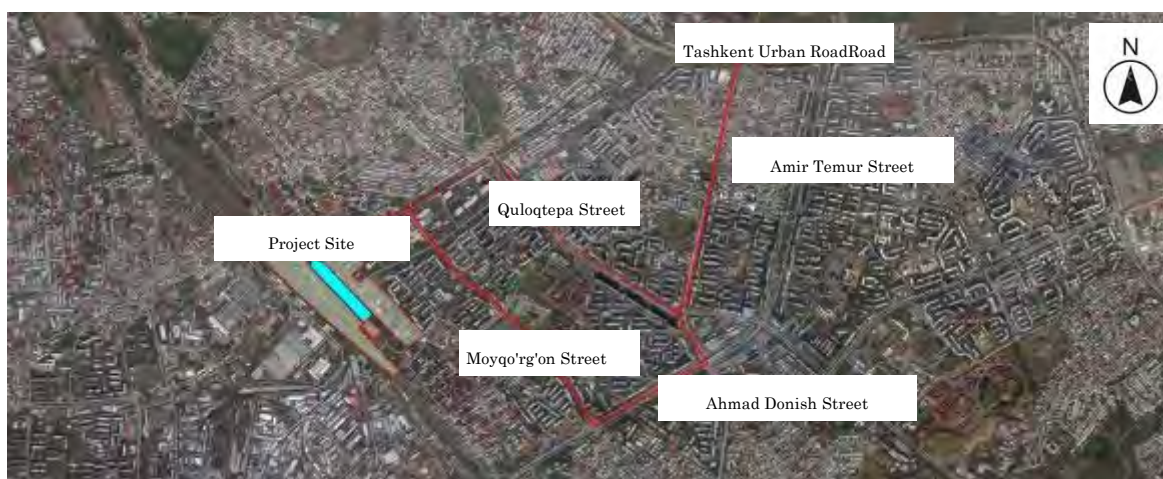 Tashkent Urban RoadRoad
N
Amir Temur Street
Quloqtepa Street
Project Site
Moyqo'rg'on Street
Ahmad Donish Street